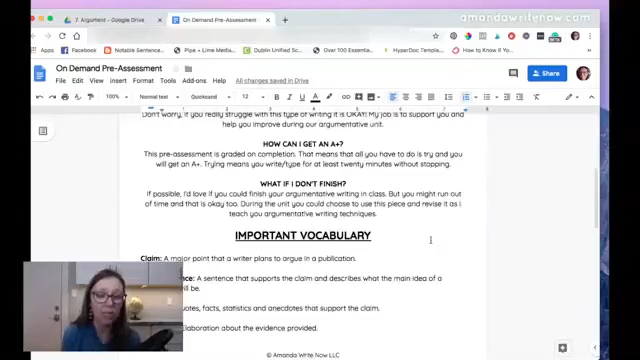 amandawritenow.com
7. Argument - Google Drive
On Demand Pre-Assessment
Apps
Facebook
Notable Sentence...
Pipe + Lime Media...
Dublin Unified Sc...
Over 100 Essential...
HyperDoc Templat...
How to Know If Yo...
On Demand Pre-Assessment
File Edit View Insert Format Tools Add-ons Help All changes saved in Drive
Share
100% Normal text Quicksand 12
Don't worry, if you really struggle with this type of writing it is OKAY! My job is to support you and
help you improve during our argumentative unit.
HOW CAN I GET AN A+?
This pre-assessment is graded on completion. That means that all you have to do is try and you
will get an A+. Trying means you write/type for at least twenty minutes without stopping.
WHAT IF I DON'T FINISH?
If possible, I'd love if you could finish your argumentative writing in class. But you might run out
of time and that is okay too. During the unit you could choose to use this piece and revise it as I
teach you argumentative writing techniques.
IMPORTANT VOCABULARY
Claim: A major point that a writer plans to argue in a publication.
A sentence that supports the claim and describes what the main idea of a
will be.
facts, statistics and anecdotes that support the claim.
about the evidence provided.
© Amanda Write Now LLC